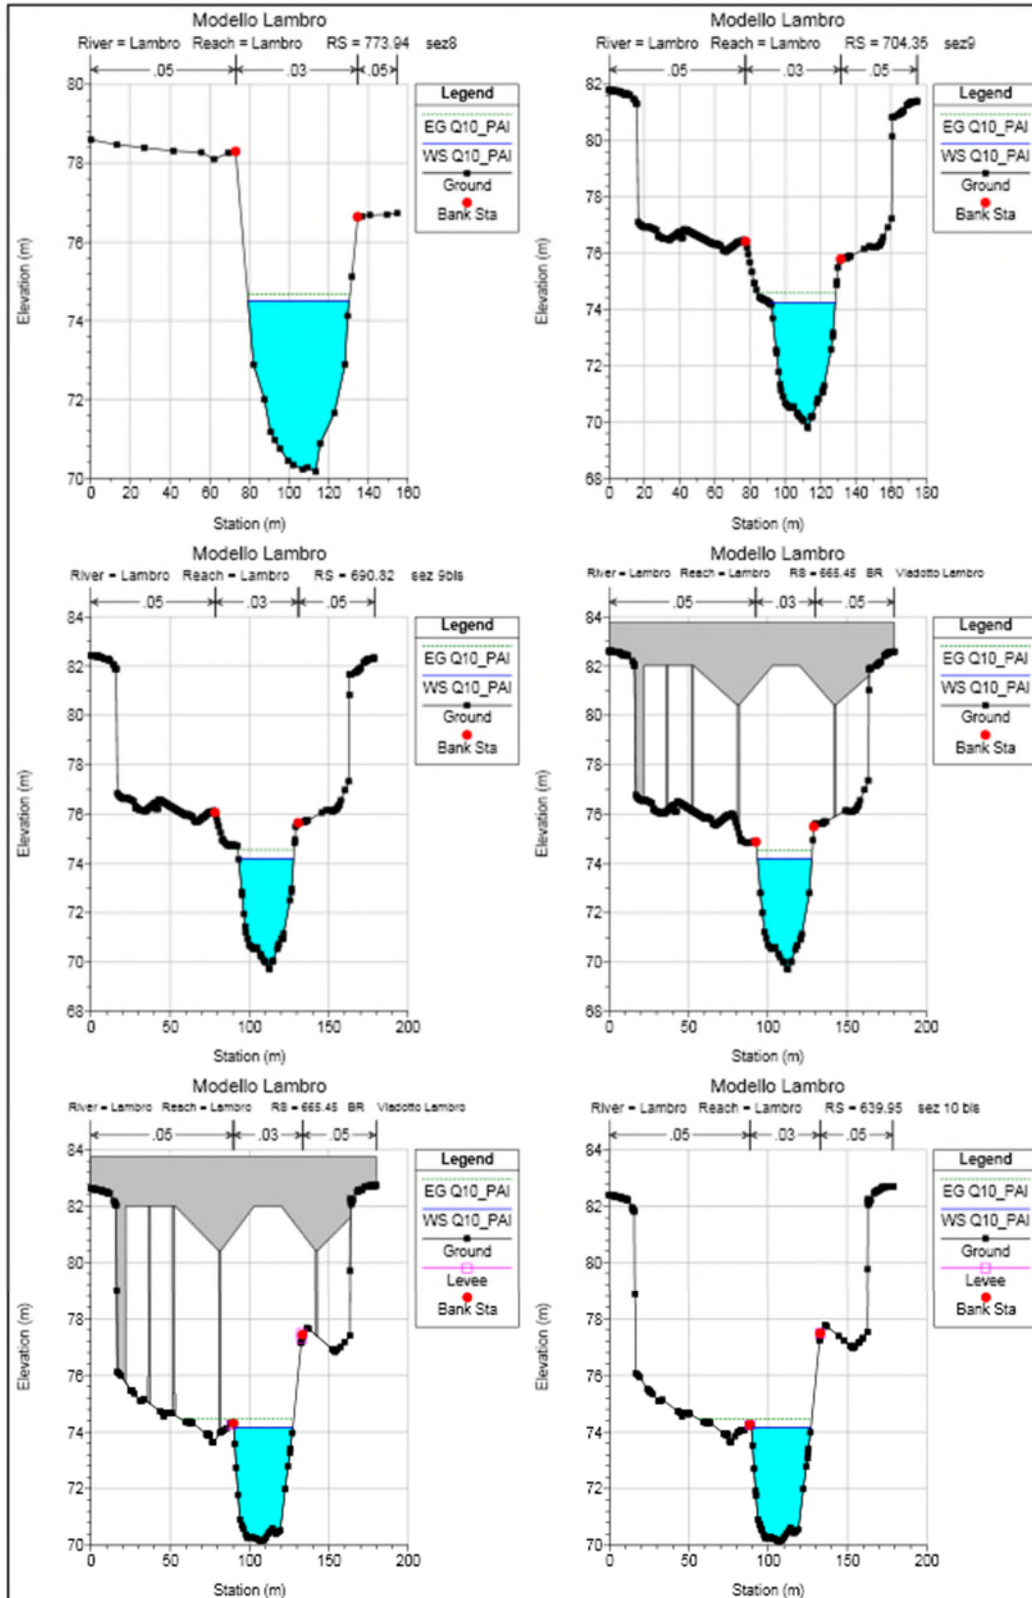 Modello Lambro
River = Lambro Reach = Lambro RS = 773.94 sez8
.05 .03 .05
Legend
EG Q10_PAI
WS Q10_PAI
Ground
Bank Sta
Elevation (m)
80
78
76
74
72
70
0 20 40 60 80 100 120 140 160
Station (m)
Modello Lambro
River = Lambro Reach = Lambro RS = 704.35 sez9
.05 .03 .05
Legend
EG Q10_PAI
WS Q10_PAI
Ground
Bank Sta
Elevation (m)
82
80
78
76
74
72
70
68
0 20 40 60 80 100 120 140 160 180
Station (m)
Modello Lambro
River = Lambro Reach = Lambro RS = 690.82 sez 9bis
.05 .03 .05
Legend
EG Q10_PAI
WS Q10_PAI
Ground
Bank Sta
Elevation (m)
84
82
80
78
76
74
72
70
68
0 50 100 150 200
Station (m)
Modello Lambro
River = Lambro Reach = Lambro RS = 665.45 BR Viadotto Lambro
.05 .03 .05
Legend
EG Q10_PAI
WS Q10_PAI
Ground
Bank Sta
Elevation (m)
84
82
80
78
76
74
72
70
68
0 50 100 150 200
Station (m)
Modello Lambro
River = Lambro Reach = Lambro RS = 665.45 BR Viadotto Lambro
.05 .03 .05
Legend
EG Q10_PAI
WS Q10_PAI
Ground
Levee
Bank Sta
Elevation (m)
84
82
80
78
76
74
72
70
0 50 100 150 200
Station (m)
Modello Lambro
River = Lambro Reach = Lambro RS = 639.95 sez 10 bis
.05 .03 .05
Legend
EG Q10_PAI
WS Q10_PAI
Ground
Levee
Bank Sta
Elevation (m)
84
82
80
78
76
74
72
70
0 50 100 150 200
Station (m)